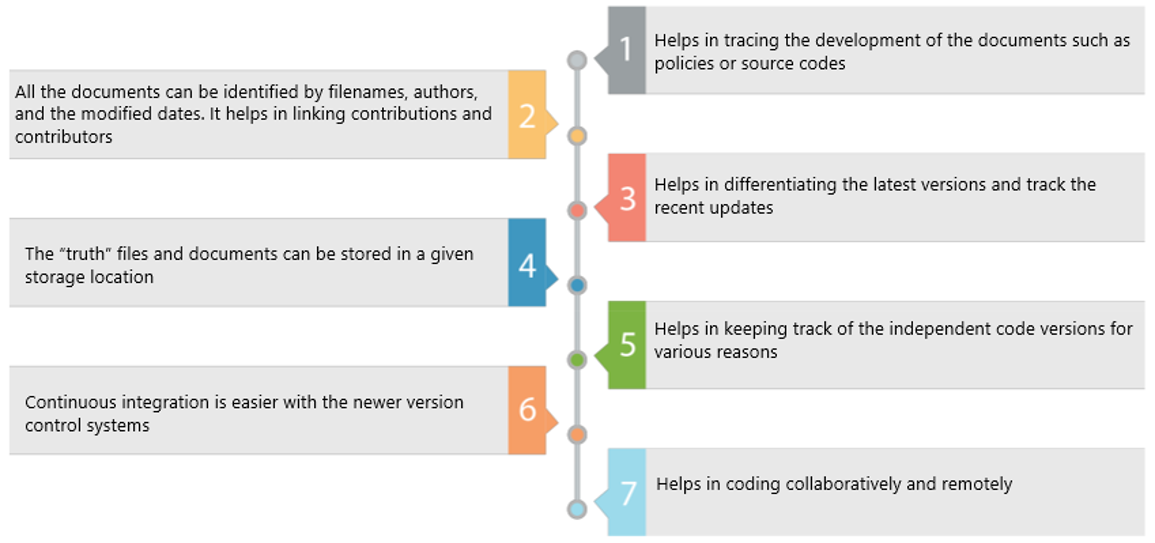 1
Helps in tracing the development of the documents such as
policies or source codes
2
All the documents can be identified by filenames, authors,
and the modified dates. It helps in linking contributions and
contributors
3
Helps in differentiating the latest versions and track the
recent updates
4
The “truth” files and documents can be stored in a given
storage location
5
Helps in keeping track of the independent code versions for
various reasons
6
Continuous integration is easier with the newer version
control systems
7
Helps in coding collaboratively and remotely